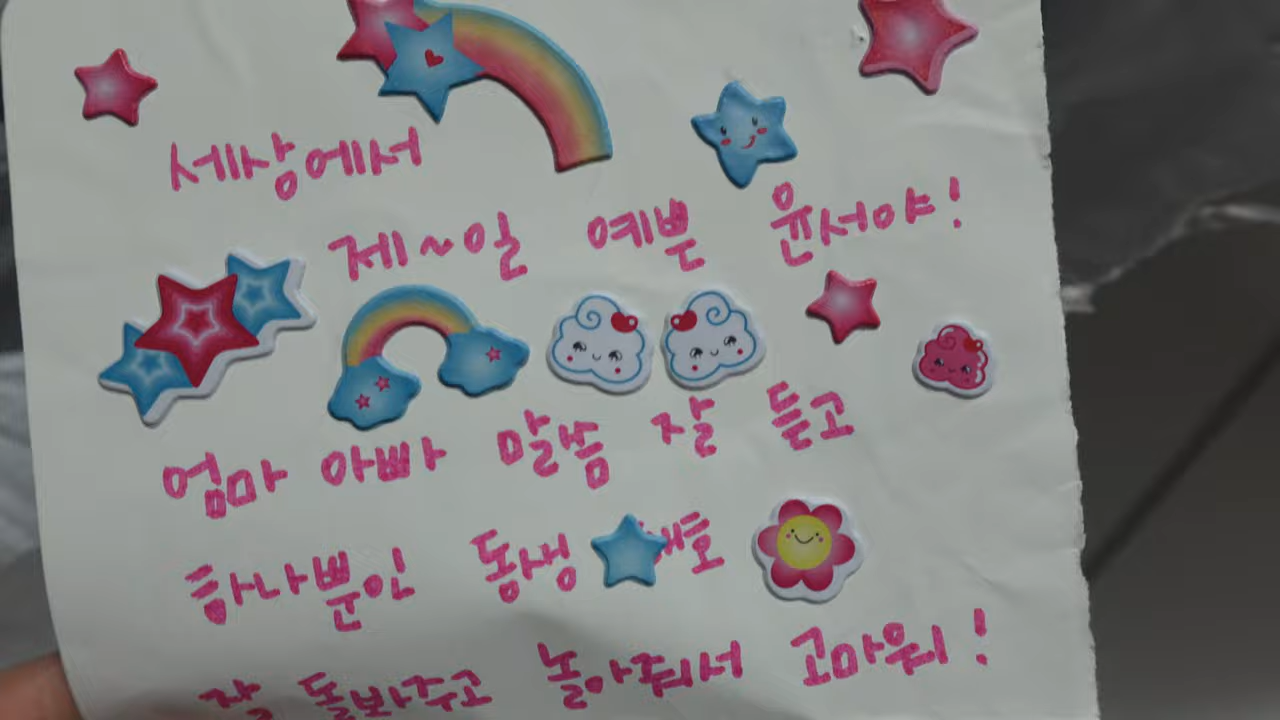 세상에서
제~일 예쁜 윤서야!
엄마 아빠 말씀 잘 듣고
하나뿐인 동생
잘 돌봐주고 놀아줘서 고마워!